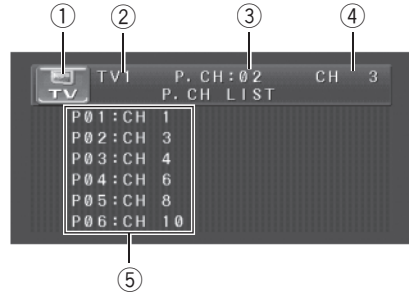 ① ② ③ ④
TV TV1 P.CH:02 CH 3
P.CH LIST
P01:CH 1
P02:CH 3
P03:CH 4
P04:CH 6
P05:CH 8
P06:CH 10
⑤